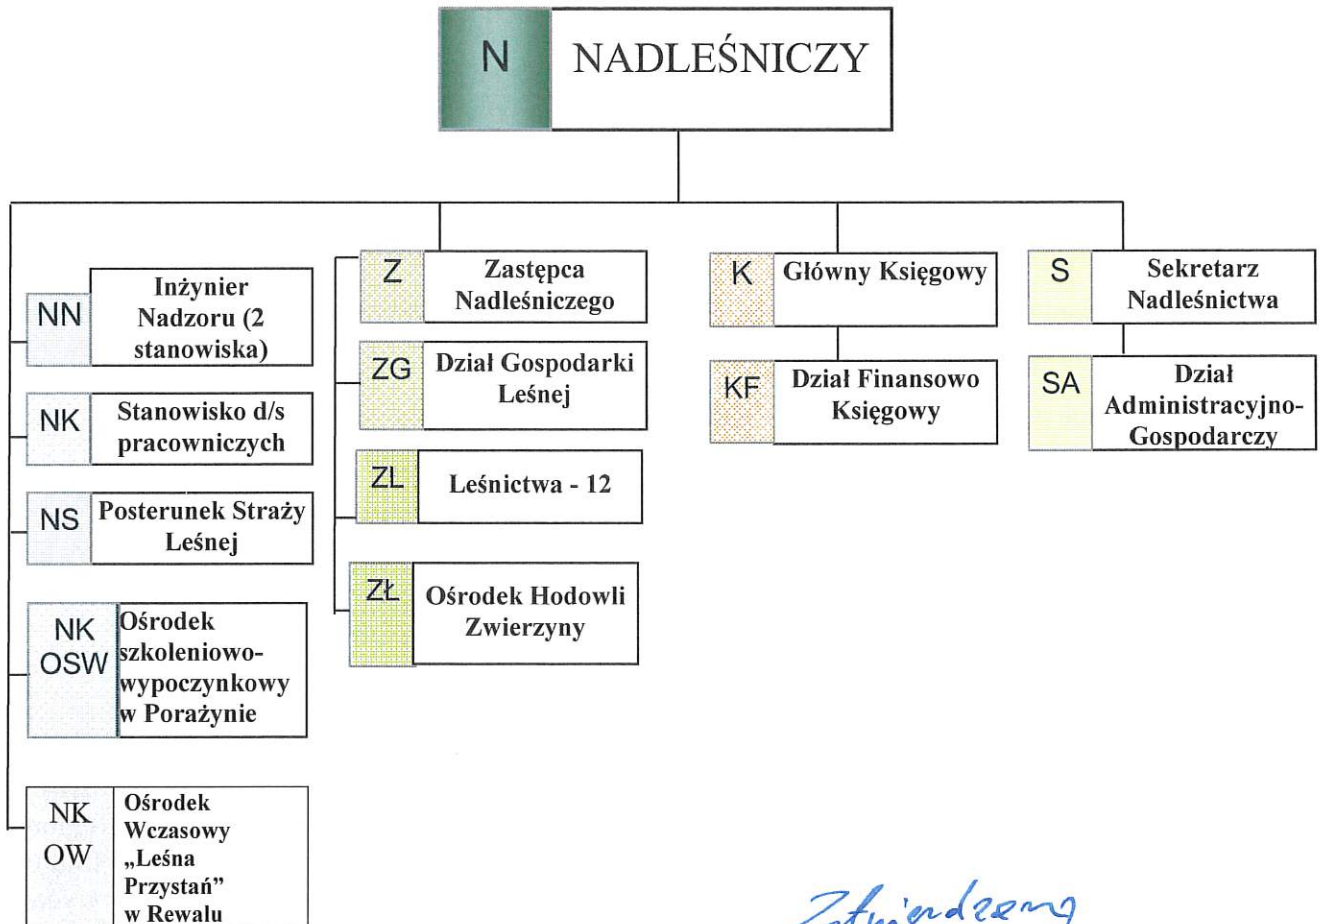 N NADLEŚNICZY
NN
Inżynier
Nadzoru (2
stanowiska)
NK
Stanowisko d/s
pracowniczych
NS
Posterunek Straży
Leśnej
NK
OSW
Ośrodek
szkoleniowo-
wypoczynkowy
w Porażynie
NK
OW
Ośrodek
Wczasowy
„Leśna
Przystań”
w Rewalu
Z
Zastępca
Nadleśniczego
ZG
Dział Gospodarki
Leśnej
ZL
Leśnictwa - 12
ZŁ
Ośrodek Hodowli
Zwierzyny
K
Główny Księgowy
KF
Dział Finansowo
Księgowy
S
Sekretarz
Nadleśnictwa
SA
Dział
Administracyjno-
Gospodarczy